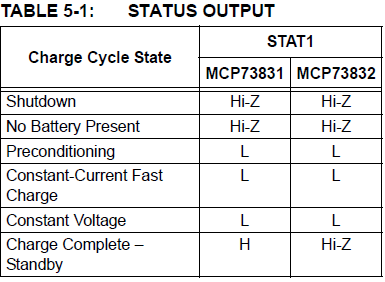 TABLE 5-1: STATUS OUTPUT
Charge Cycle State STAT1
MCP73831 MCP73832
Shutdown Hi-Z Hi-Z
No Battery Present Hi-Z Hi-Z
Preconditioning L L
Constant-Current Fast L L
Charge
Constant Voltage L L
Charge Complete – H Hi-Z
Standby